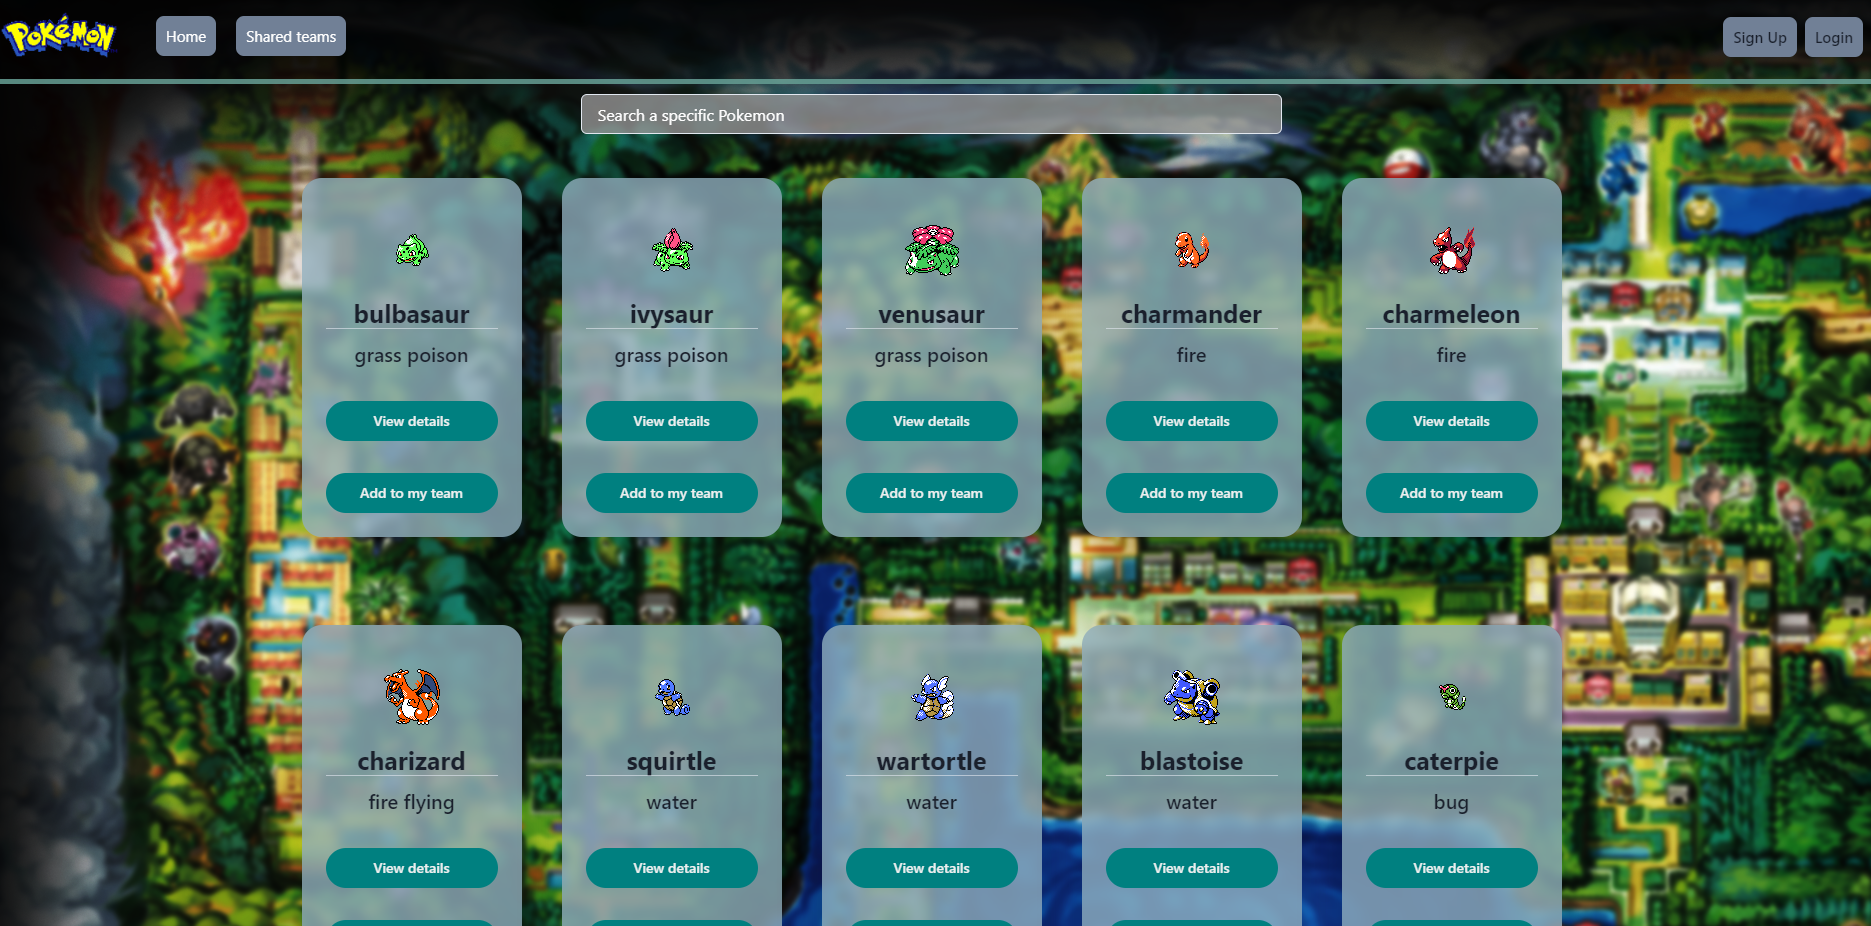 POKéMON
Home
Shared teams
Sign Up
Login
Search a specific Pokemon
bulbasaur
grass poison
View details
Add to my team
ivysaur
grass poison
View details
Add to my team
venusaur
grass poison
View details
Add to my team
charmander
fire
View details
Add to my team
charmeleon
fire
View details
Add to my team
charizard
fire flying
View details
squirtle
water
View details
wartortle
water
View details
blastoise
water
View details
caterpie
bug
View details